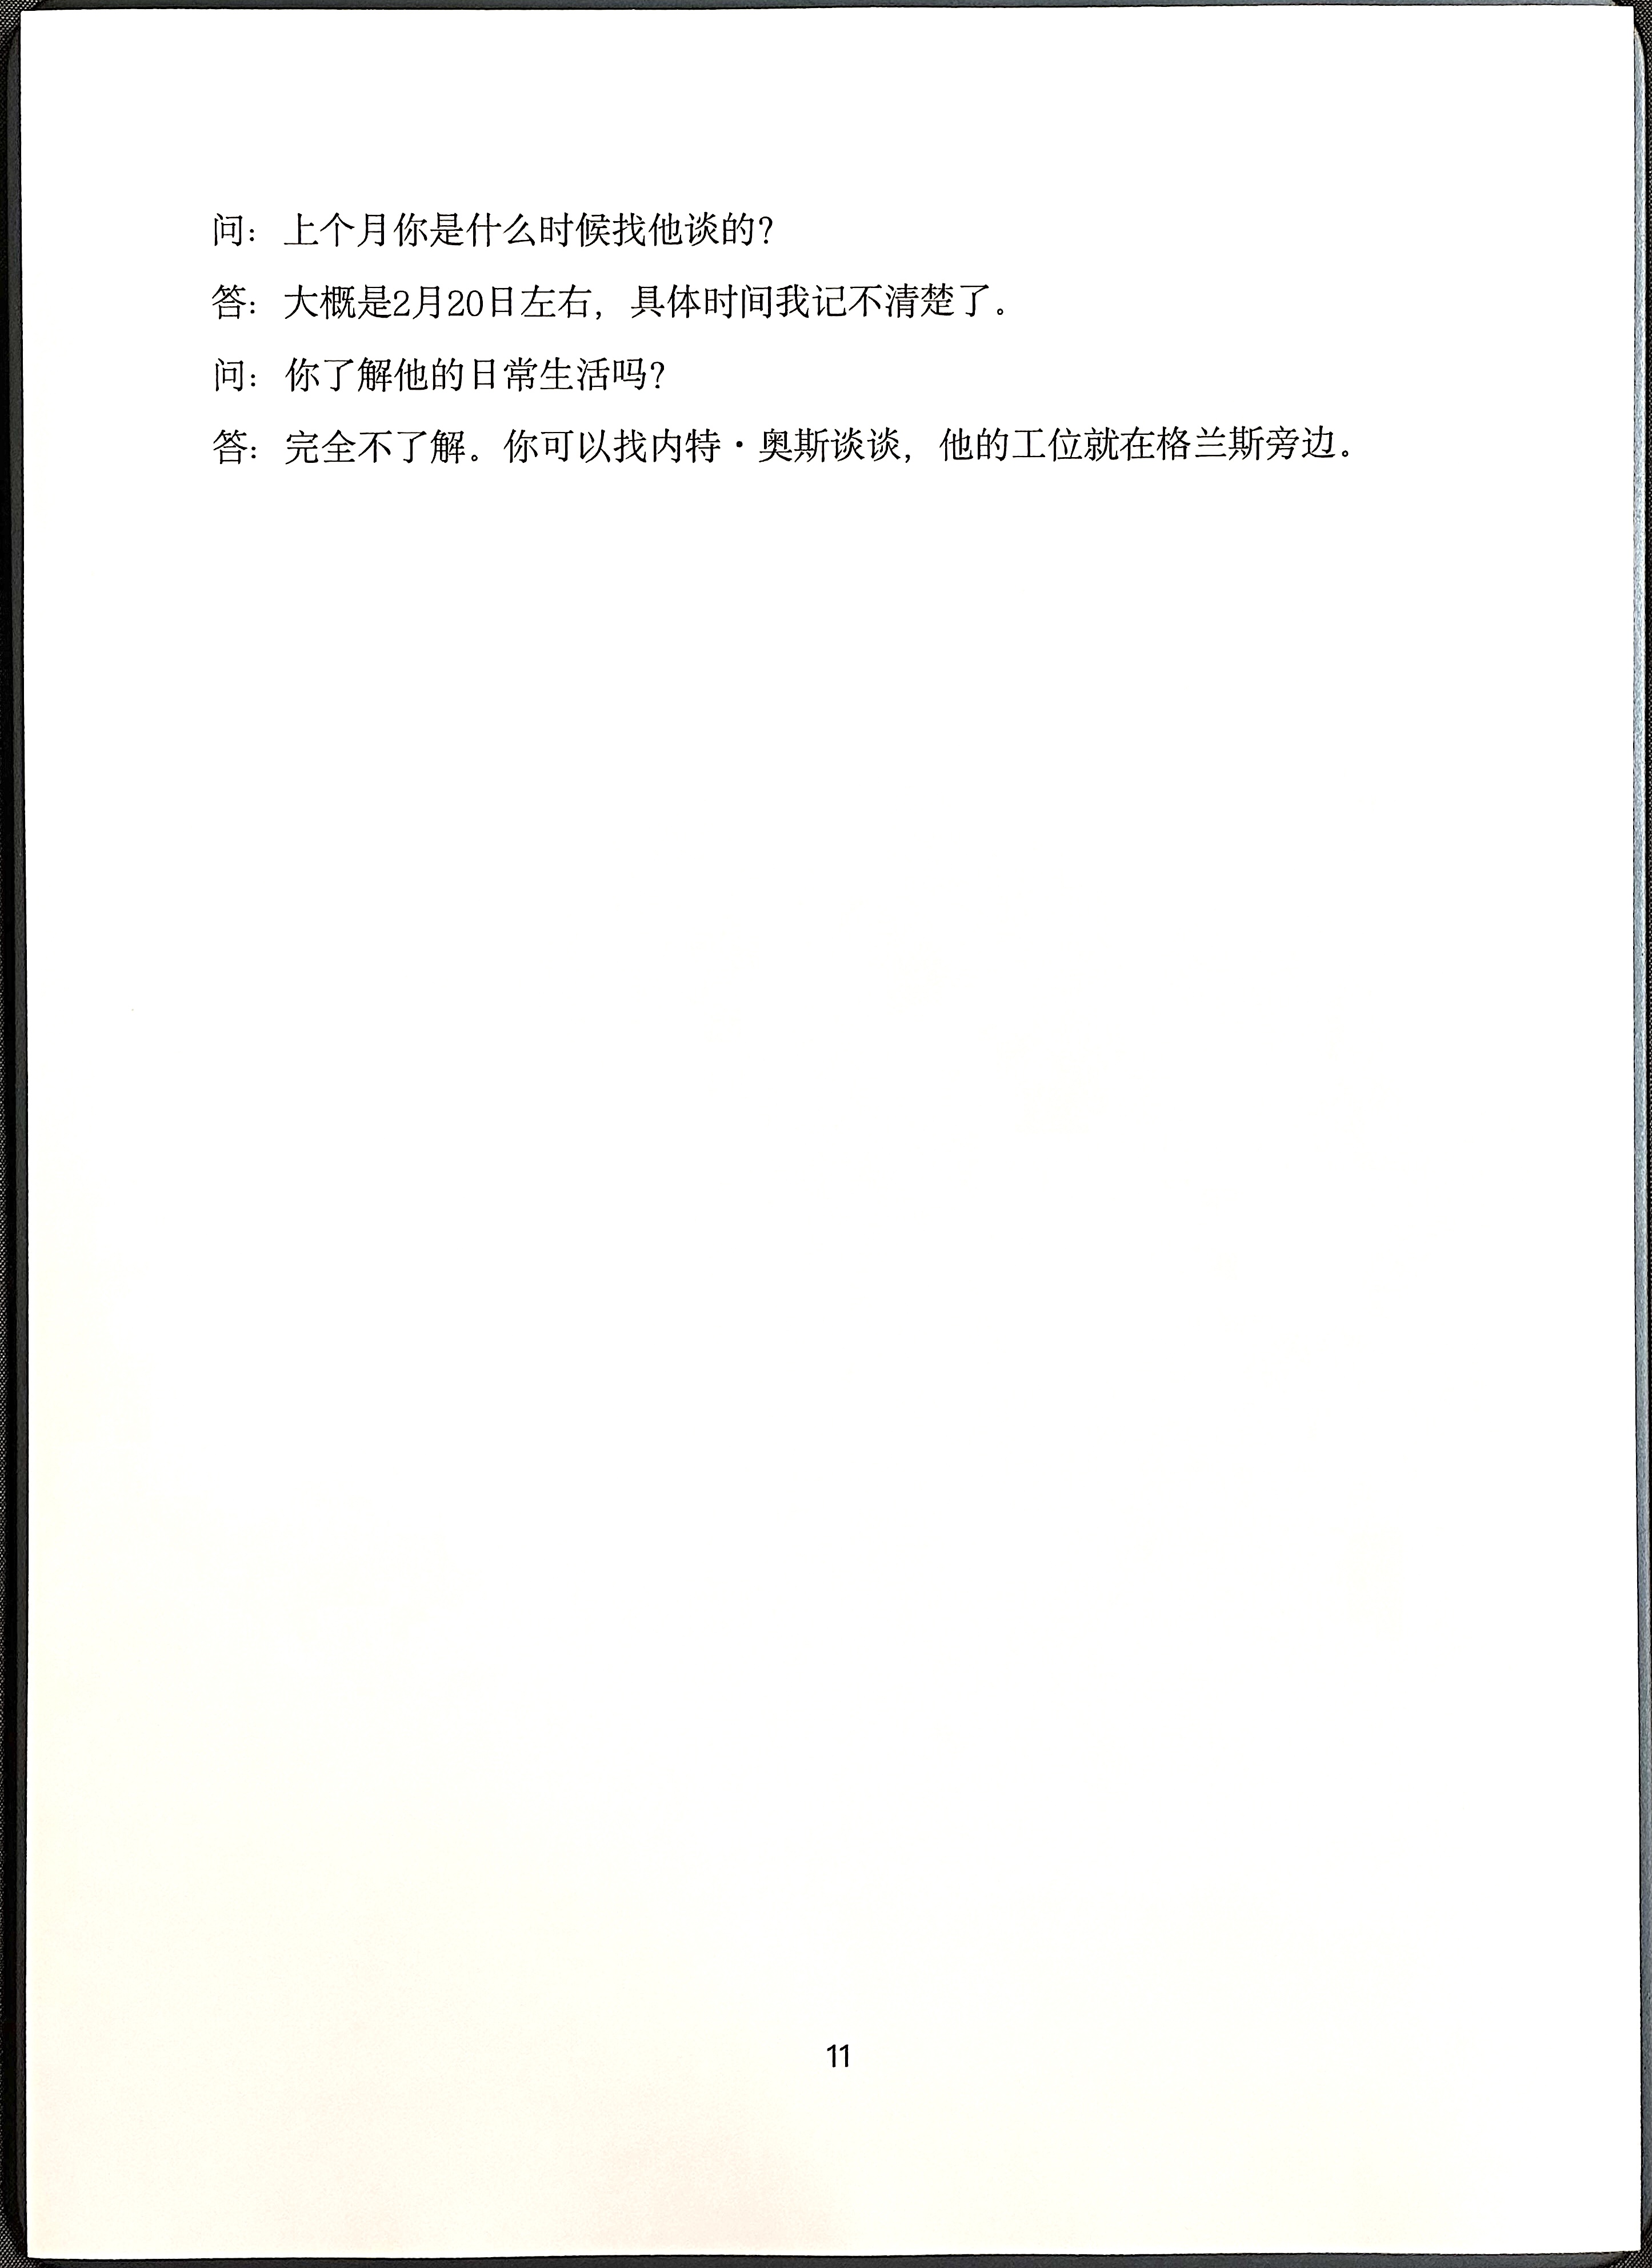 问：上个月你是什么时候找他谈的？
答：大概是2月20日左右，具体时间我记不清楚了。
问：你了解他的日常生活吗？
答：完全不了解。你可以找内特·奥斯谈谈，他的工位就在格兰斯旁边。
11